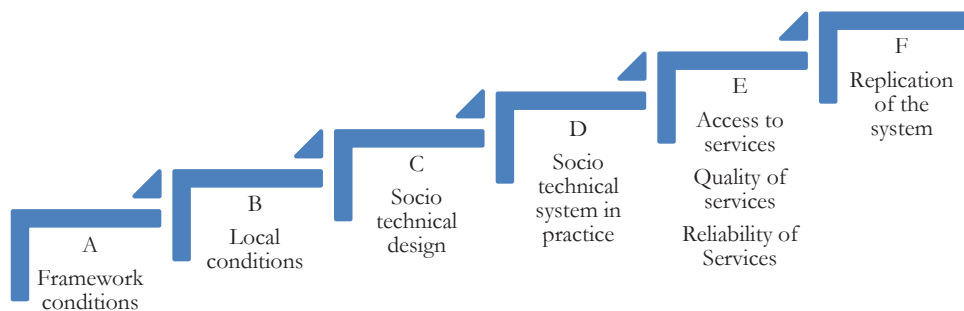 A
Framework
conditions
B
Local
conditions
C
Socio
technical
design
D
Socio
technical
system in
practice
E
Access to
services
Quality of
services
Reliability of
Services
F
Replication
of the
system